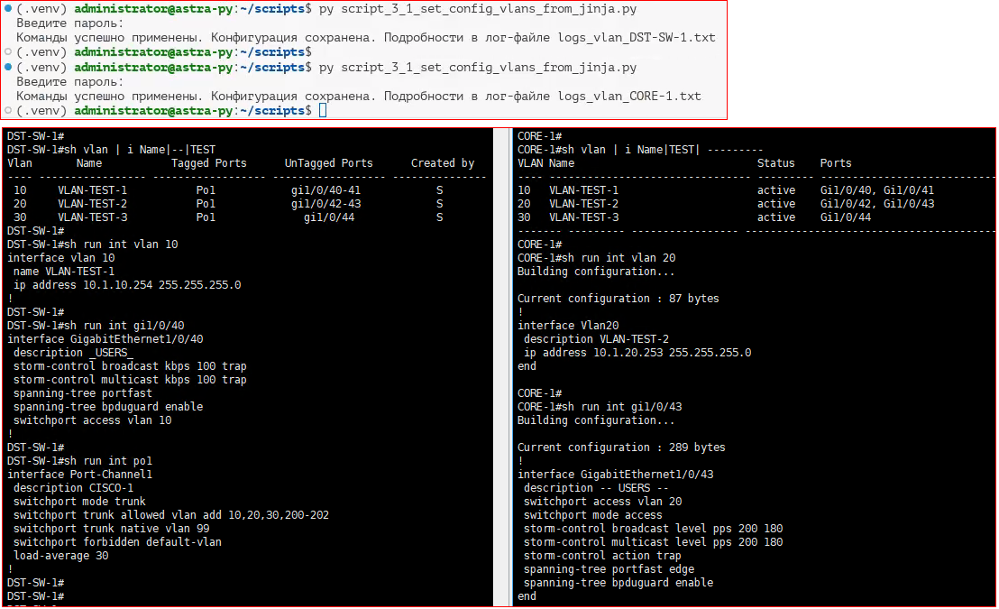 (.venv) administrator@astra-py:~/scripts$ py script_3_1_set_config_vlans_from_jinja.py
Введите пароль:
Команды успешно применены. Конфигурация сохранена. Подробности в лог-файле logs_vlan_DST-SW-1.txt
(.venv) administrator@astra-py:~/scripts$
(.venv) administrator@astra-py:~/scripts$ py script_3_1_set_config_vlans_from_jinja.py
Введите пароль:
Команды успешно применены. Конфигурация сохранена. Подробности в лог-файле logs_vlan_CORE-1.txt
(.venv) administrator@astra-py:~/scripts$
DST-SW-1#
DST-SW-1#sh vlan | i Name|--|TEST
Vlan       Name           Tagged Ports      UnTagged Ports      Created by
---- ----------------- ------------------ ------------------ ---------------
 10     VLAN-TEST-1           Po1            gi1/0/40-41            S
 20     VLAN-TEST-2           Po1            gi1/0/42-43            S
 30     VLAN-TEST-3           Po1              gi1/0/44             S
DST-SW-1#
DST-SW-1#sh run int vlan 10
interface vlan 10
 name VLAN-TEST-1
 ip address 10.1.10.254 255.255.255.0
!
DST-SW-1#
DST-SW-1#sh run int gi1/0/40
interface GigabitEthernet1/0/40
 description _USERS_
 storm-control broadcast kbps 100 trap
 storm-control multicast kbps 100 trap
 spanning-tree portfast
 spanning-tree bpduguard enable
 switchport access vlan 10
!
DST-SW-1#
DST-SW-1#sh run int po1
interface Port-Channel1
 description CISCO-1
 switchport mode trunk
 switchport trunk allowed vlan add 10,20,30,200-202
 switchport trunk native vlan 99
 switchport forbidden default-vlan
 load-average 30
!
DST-SW-1#
DST-SW-1#
CORE-1#
CORE-1#sh vlan | i Name|TEST| ---------
VLAN Name                             Status    Ports
---- -------------------------------- --------- -------------------------------
10   VLAN-TEST-1                      active    Gi1/0/40, Gi1/0/41
20   VLAN-TEST-2                      active    Gi1/0/42, Gi1/0/43
30   VLAN-TEST-3                      active    Gi1/0/44
------- --------- ----------------- ------------------------------------------
CORE-1#
CORE-1#sh run int vlan 20
Building configuration...
Current configuration : 87 bytes
!
interface Vlan20
 description VLAN-TEST-2
 ip address 10.1.20.253 255.255.255.0
end
CORE-1#
CORE-1#sh run int gi1/0/43
Building configuration...
Current configuration : 289 bytes
!
interface GigabitEthernet1/0/43
 description -- USERS --
 switchport access vlan 20
 switchport mode access
 storm-control broadcast level pps 200 180
 storm-control multicast level pps 200 180
 storm-control action trap
 spanning-tree portfast edge
 spanning-tree bpduguard enable
end